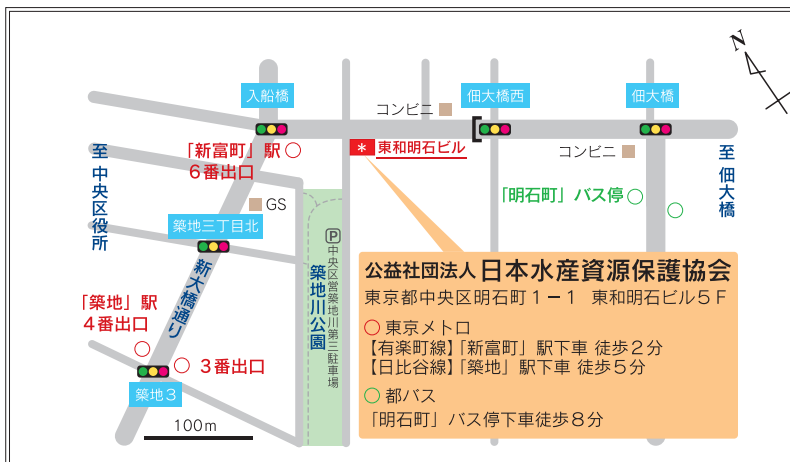 N
入船橋
コンビニ
佃大橋西
佃大橋
「新富町」駅
6番出口
東和明石ビル
コンビニ
至 佃大橋
至 中央区役所
「明石町」バス停
GS
築地三丁目北
P
中央区営築地川第三駐車場
築地川公園
新大橋通り
「築地」駅
4番出口
3番出口
築地3
100m
公益社団法人 日本水産資源保護協会
東京都中央区明石町1-1 東和明石ビル5F
東京メトロ
【有楽町線】「新富町」駅下車 徒歩2分
【日比谷線】「築地」駅下車 徒歩5分
都バス
「明石町」バス停下車徒歩8分